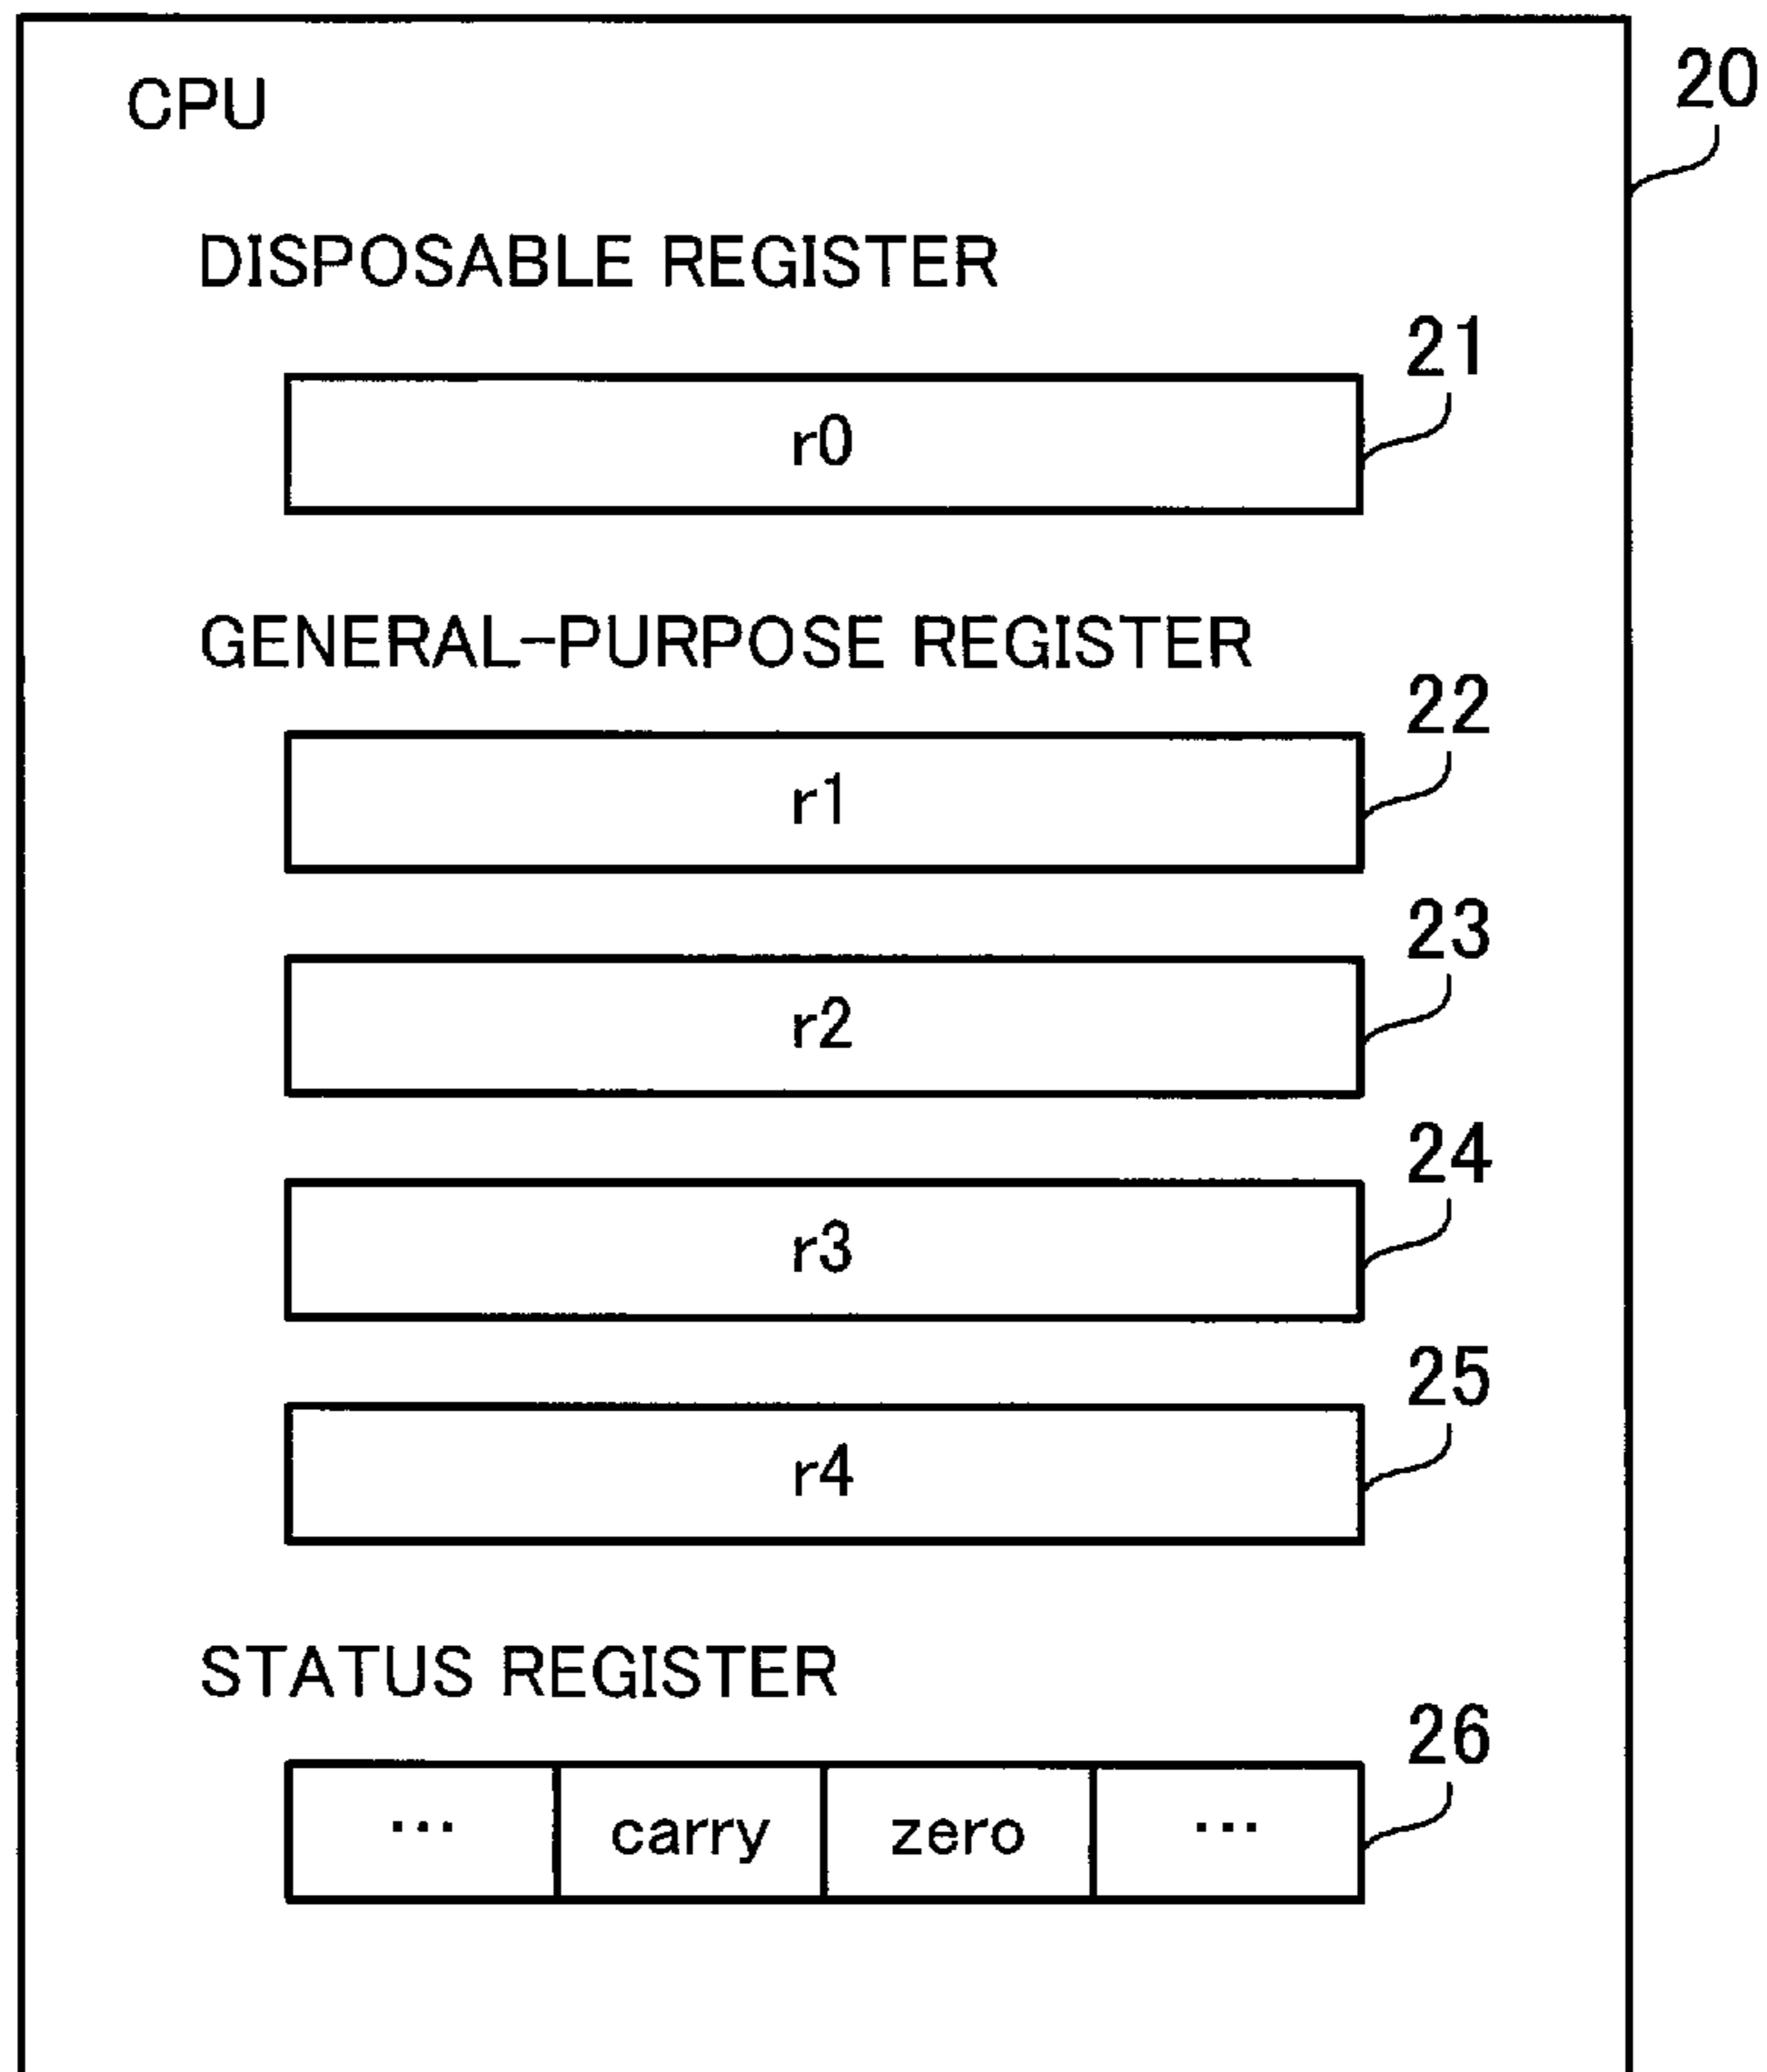 CPU
20
DISPOSABLE REGISTER
21
r0
GENERAL-PURPOSE REGISTER
22
r1
23
r2
24
r3
25
r4
STATUS REGISTER
26
... carry zero ...